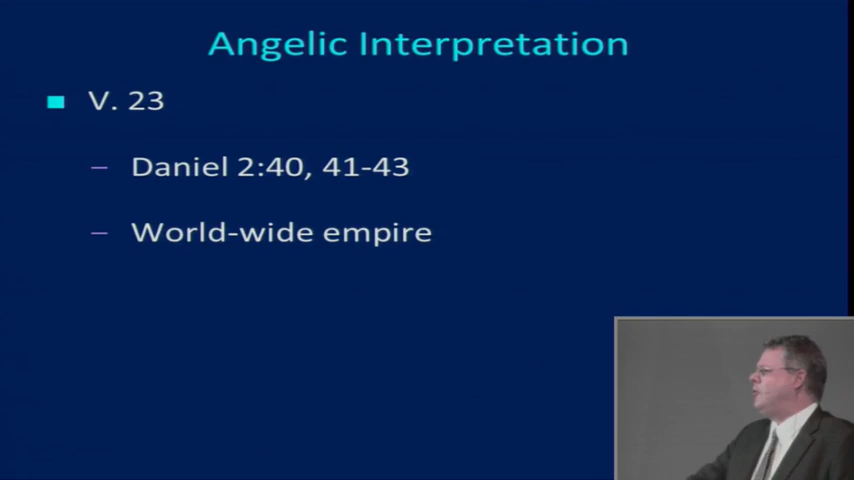 Angelic Interpretation
V. 23
– Daniel 2:40, 41-43
– World-wide empire